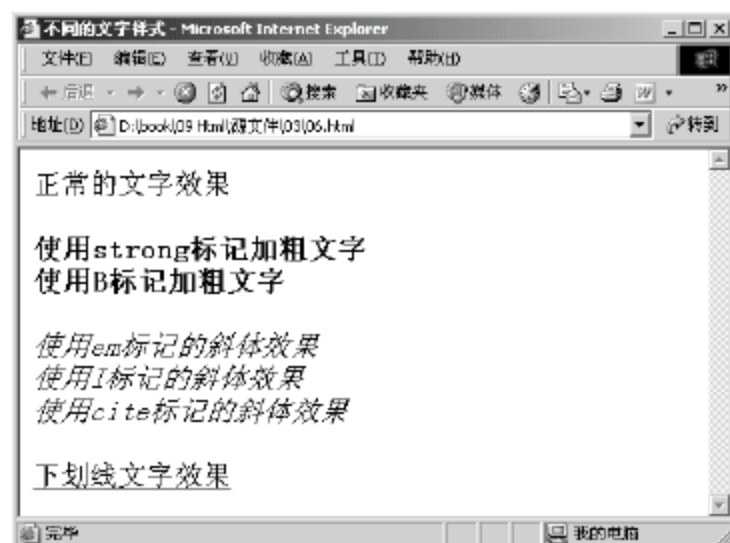 不同的文字样式 - Microsoft Internet Explorer
文件(F) 编辑(E) 查看(V) 收藏(A) 工具(T) 帮助(H)
后退 搜索 收藏夹 媒体 »
地址(D) D:\book\09 Html\源文件\03\06.html 转到
正常的文字效果
使用strong标记加粗文字
使用B标记加粗文字
使用em标记的斜体效果
使用I标记的斜体效果
使用cite标记的斜体效果
下划线文字效果
完毕 我的电脑